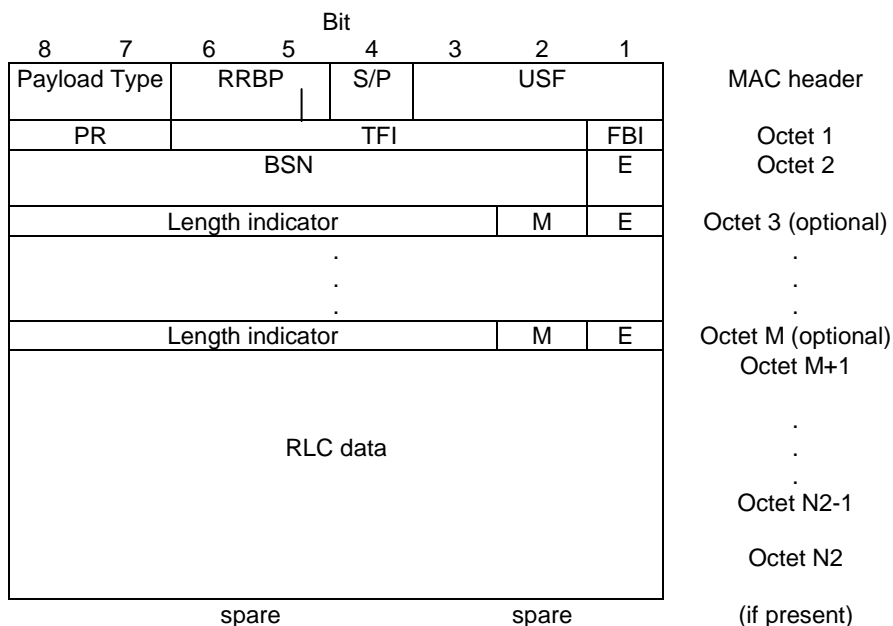 Bit
8 7 6 5 4 3 2 1
Payload Type RRBP S/P USF MAC header
PR TFI FBI Octet 1
BSN E Octet 2
Length indicator M E Octet 3 (optional)
. .
. .
. .
Length indicator M E Octet M (optional)
Octet M+1
.
RLC data .
.
Octet N2-1
Octet N2
spare spare (if present)